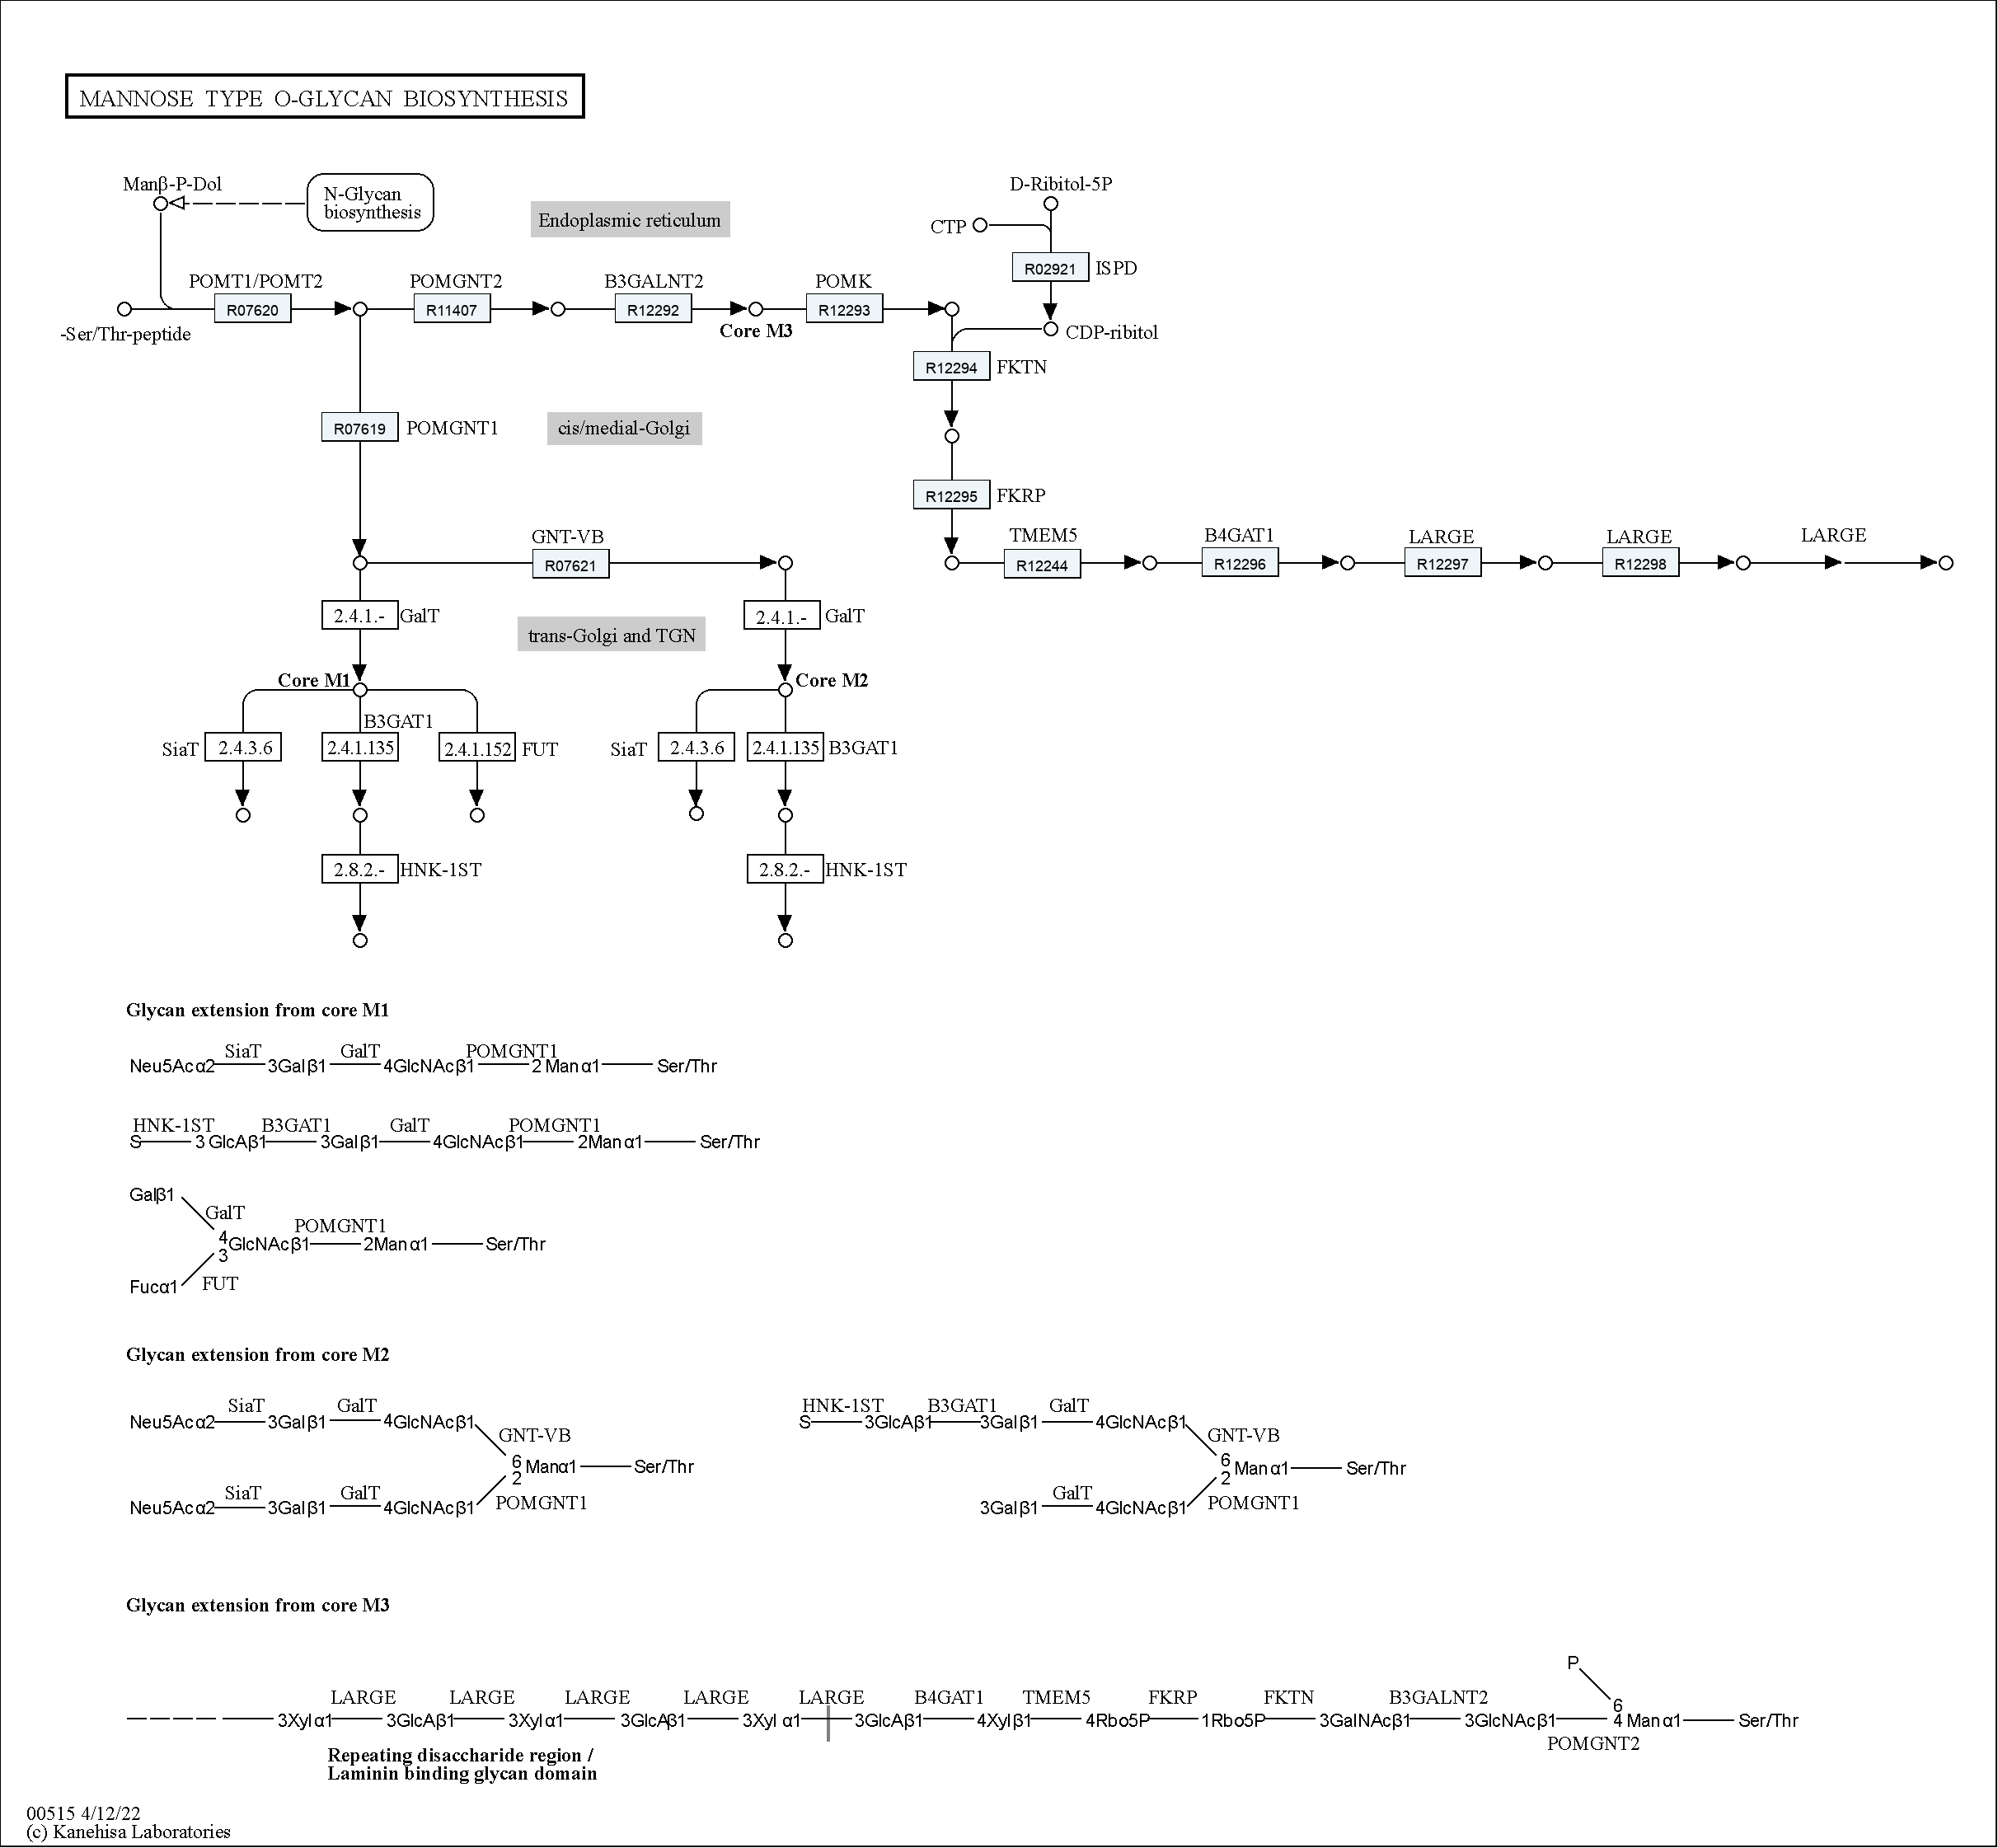 MANNOSE TYPE O-GLYCAN BIOSYNTHESIS
Manβ-P-Dol
N-Glycan
biosynthesis
Endoplasmic reticulum
D-Ribitol-5P
CTP
R02921
ISPD
POMT1/POMT2
POMGNT2
B3GALNT2
POMK
R07620
R11407
R12292
R12293
-Ser/Thr-peptide
Core M3
CDP-ribitol
R12294
FKTN
R07619
POMGNT1
cis/medial-Golgi
R12295
FKRP
GNT-VB
R07621
TMEM5
B4GAT1
LARGE
LARGE
LARGE
R12244
R12296
R12297
R12298
2.4.1.-
GalT
2.4.1.-
GalT
trans-Golgi and TGN
Core M1
Core M2
B3GAT1
SiaT
2.4.3.6
2.4.1.135
2.4.1.152
FUT
SiaT
2.4.3.6
2.4.1.135
B3GAT1
2.8.2.-
HNK-1ST
2.8.2.-
HNK-1ST
Glycan extension from core M1
SiaT GalT POMGNT1
Neu5Acα2 3Galβ1 4GlcNAcβ1 2Manα1 Ser/Thr
HNK-1ST B3GAT1 GalT POMGNT1
S 3GlcAβ1 3Galβ1 4GlcNAcβ1 2Manα1 Ser/Thr
Galβ1
GalT
POMGNT1
4
GlcNAcβ1 2Manα1 Ser/Thr
3
Fucα1
FUT
Glycan extension from core M2
SiaT GalT
Neu5Acα2 3Galβ1 4GlcNAcβ1
GNT-VB
6
Manα1 Ser/Thr
2
SiaT GalT
POMGNT1
Neu5Acα2 3Galβ1 4GlcNAcβ1
HNK-1ST B3GAT1 GalT
S 3GlcAβ1 3Galβ1 4GlcNAcβ1
GNT-VB
6
Manα1 Ser/Thr
2
GalT
POMGNT1
3Galβ1 4GlcNAcβ1
Glycan extension from core M3
P
LARGE LARGE LARGE LARGE LARGE B4GAT1 TMEM5 FKRP FKTN B3GALNT2
6
3Xylα1 3GlcAβ1 3Xylα1 3GlcAβ1 3Xylα1 3GlcAβ1 4Xylβ1 4Rbo5P 1Rbo5P 3GalNAcβ1 3GlcNAcβ1 4Manα1 Ser/Thr
POMGNT2
Repeating disaccharide region /
Laminin binding glycan domain
00515 4/12/22
(c) Kanehisa Laboratories